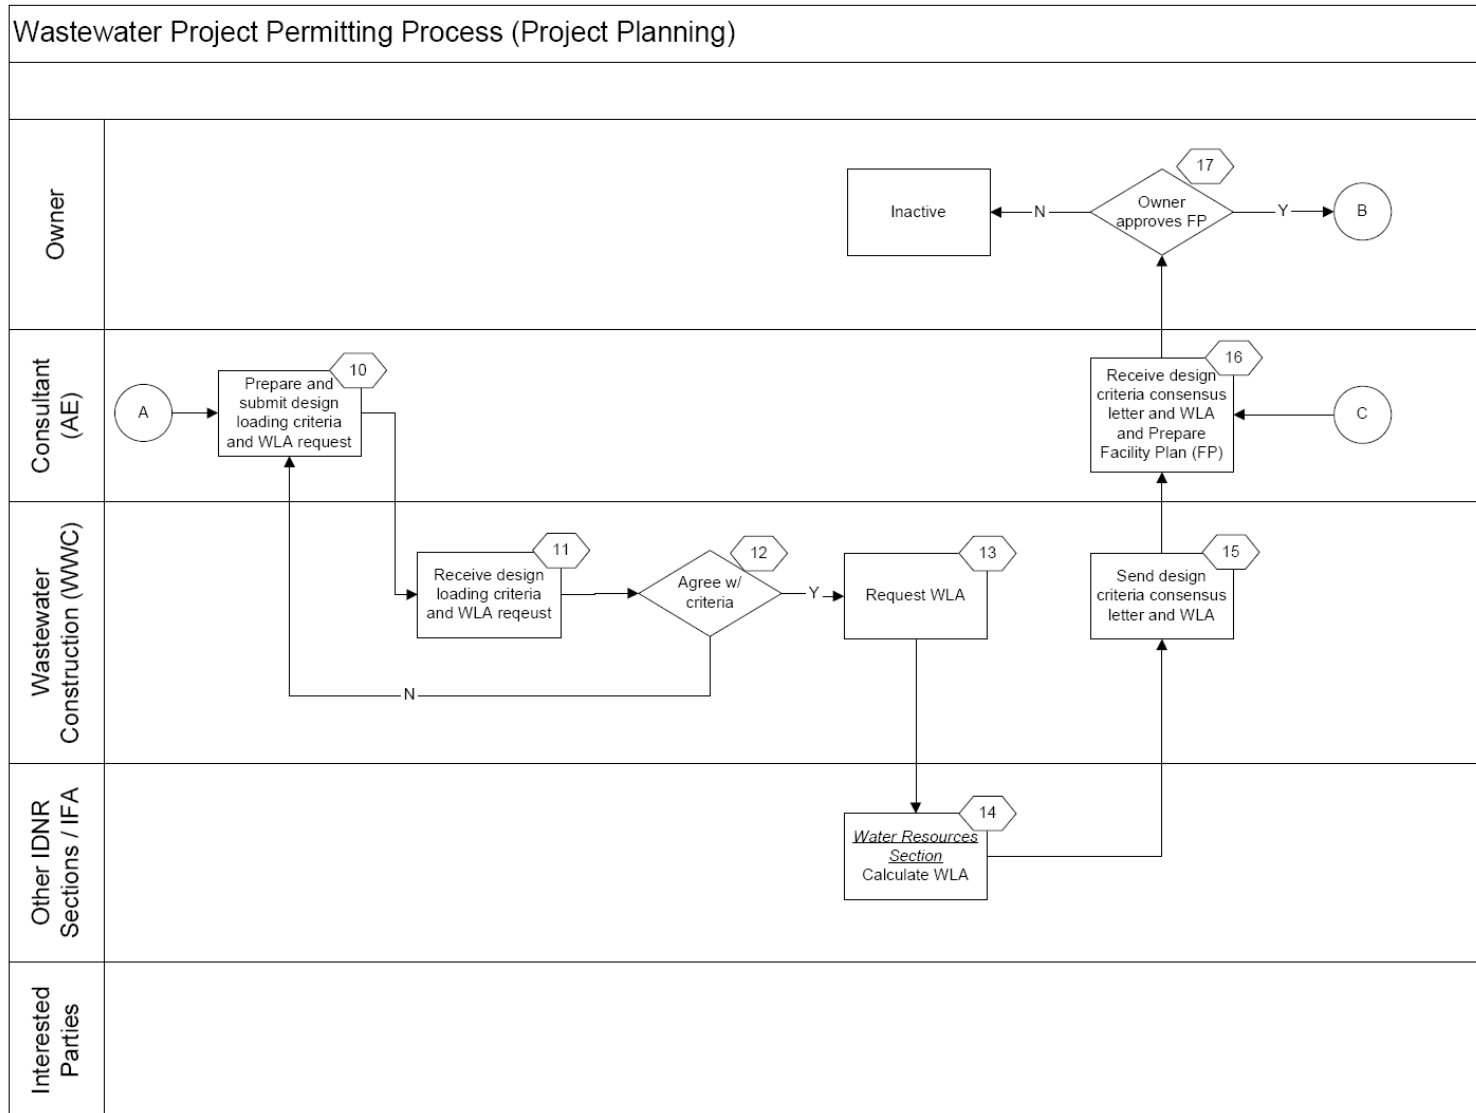 Wastewater Project Permitting Process (Project Planning)
Owner
17
Inactive
N
Owner
approves FP
Y
B
Consultant
(AE)
A
10
Prepare and
submit design
loading criteria
and WLA request
16
Receive design
criteria consensus
letter and WLA
and Prepare
Facility Plan (FP)
C
Wastewater
Construction (WWC)
11
Receive design
loading criteria
and WLA reqeust
12
Agree w/
criteria
Y
N
13
Request WLA
15
Send design
criteria consensus
letter and WLA
Other IDNR
Sections / IFA
14
Water Resources
Section
Calculate WLA
Interested
Parties